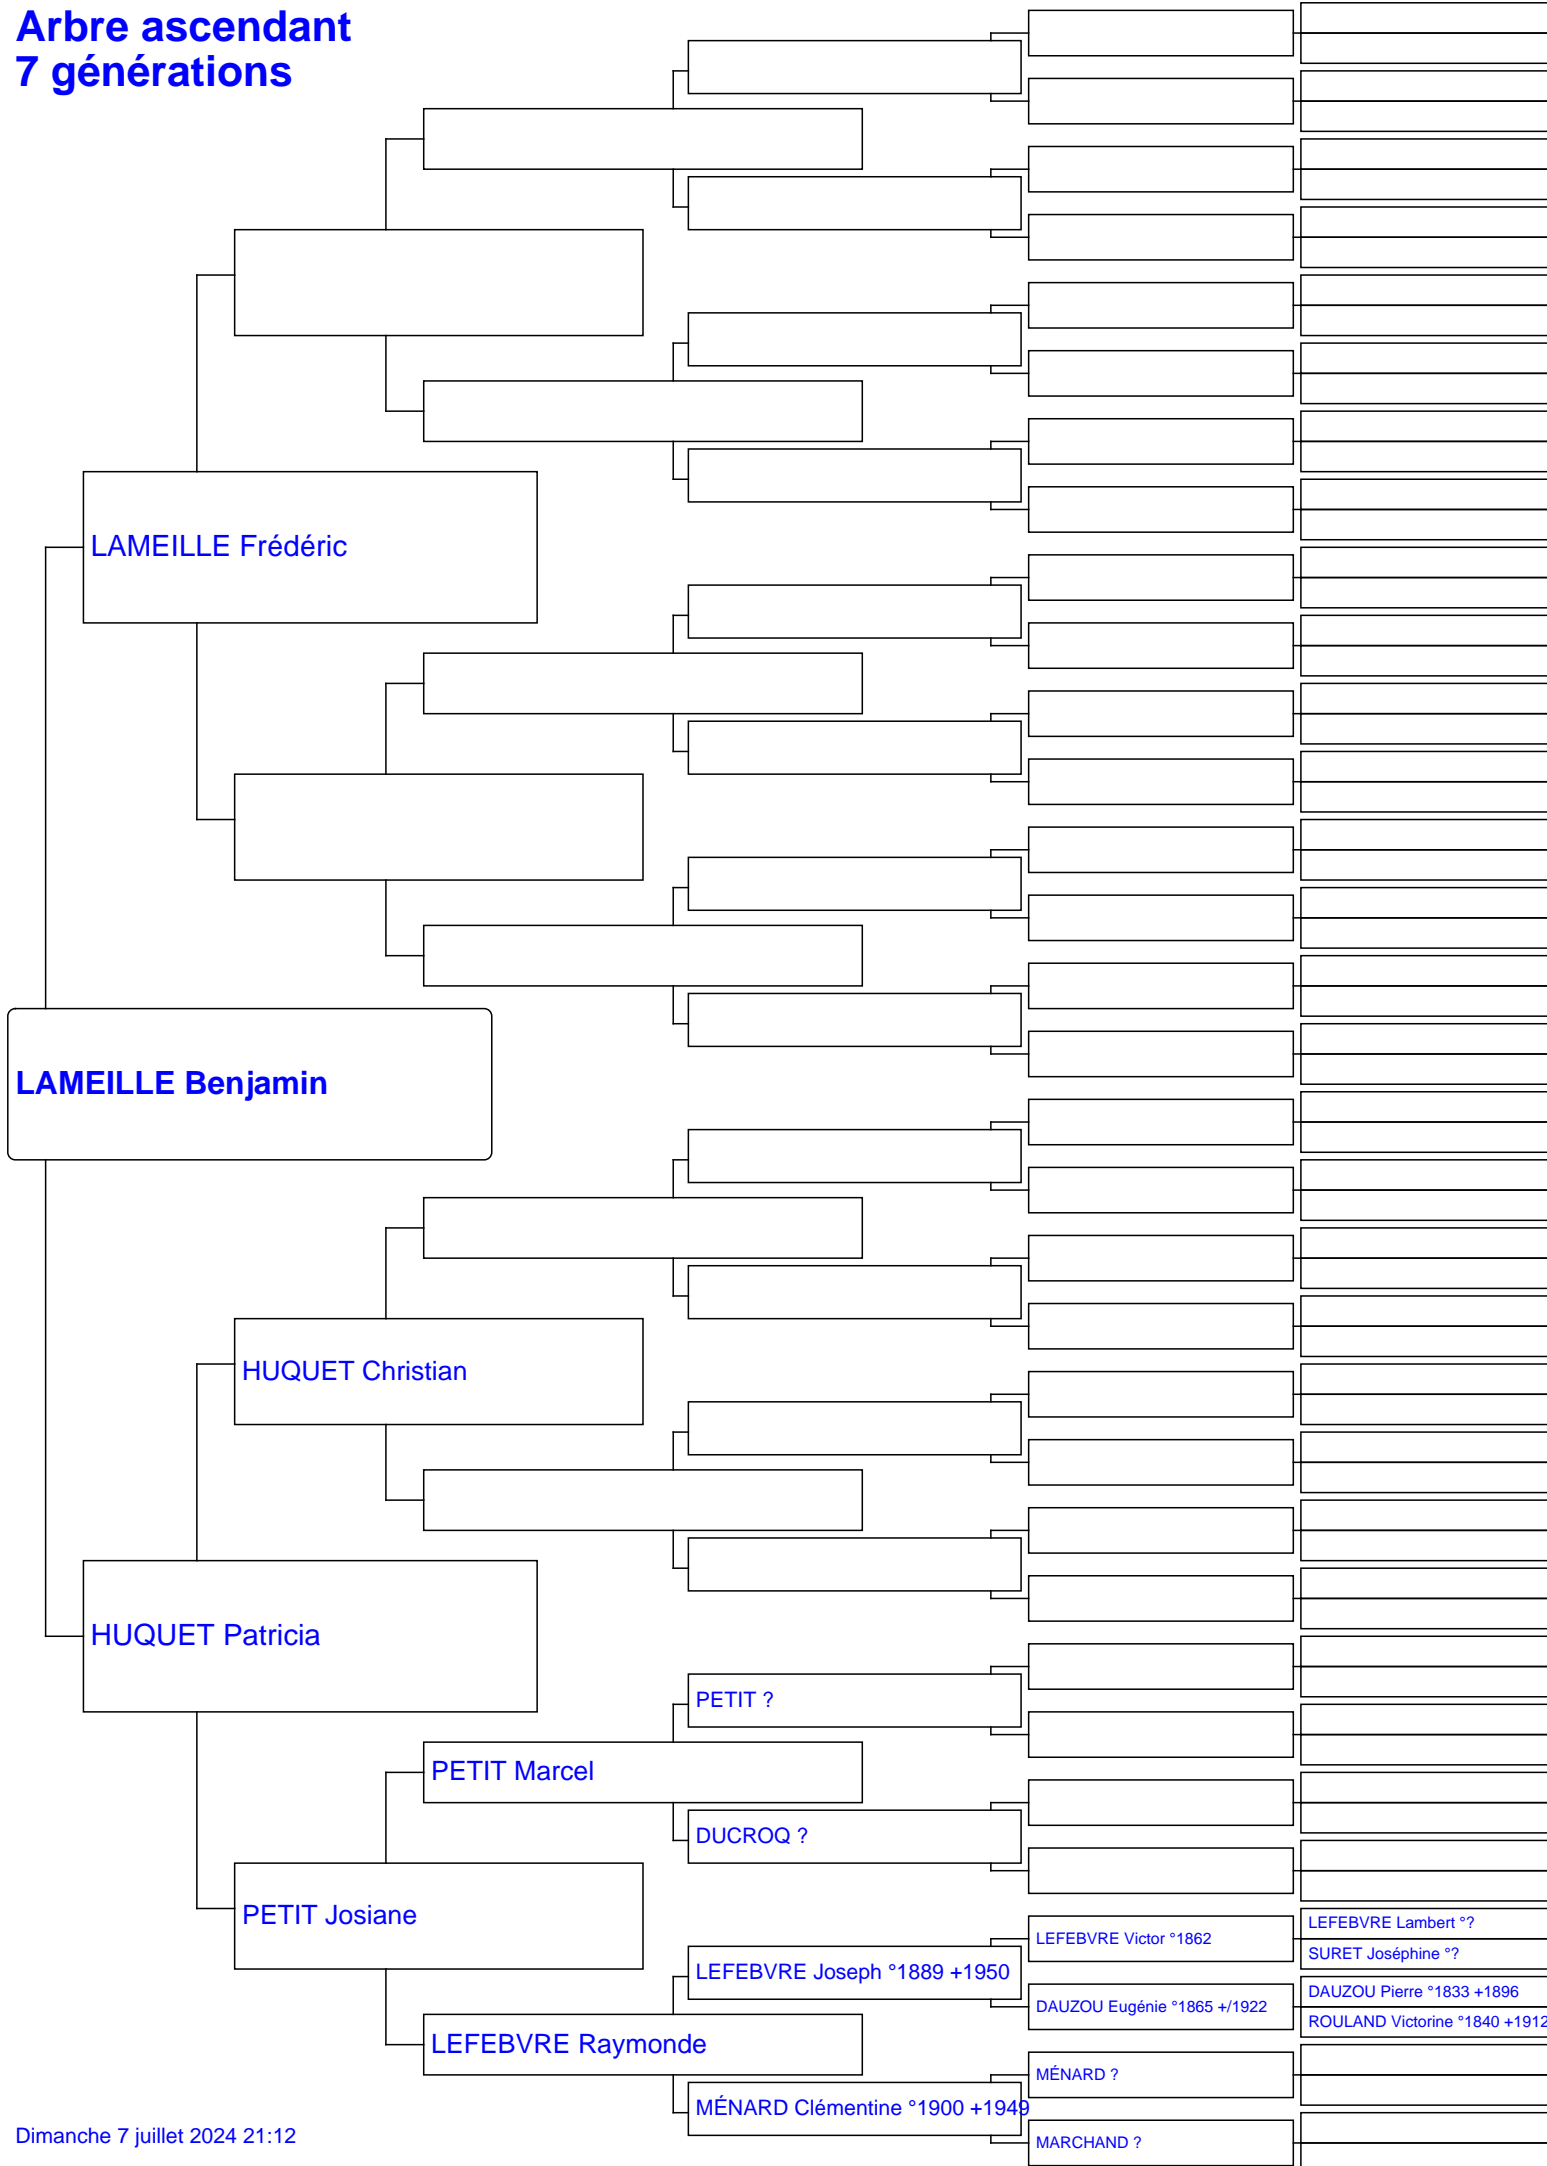 Arbre ascendant
7 générations
LAMEILLE Frédéric
LAMEILLE Benjamin
HUQUET Christian
HUQUET Patricia
PETIT ?
PETIT Marcel
DUCROQ ?
PETIT Josiane
LEFEBVRE Lambert °?
LEFEBVRE Victor °1862
SURET Joséphine °?
LEFEBVRE Joseph °1889 +1950
DAUZOU Pierre °1833 +1896
DAUZOU Eugénie °1865 +/1922
ROULAND Victorine °1840 +1912
LEFEBVRE Raymonde
MÉNARD ?
MÉNARD Clémentine °1900 +1949
MARCHAND ?
Dimanche 7 juillet 2024 21:12